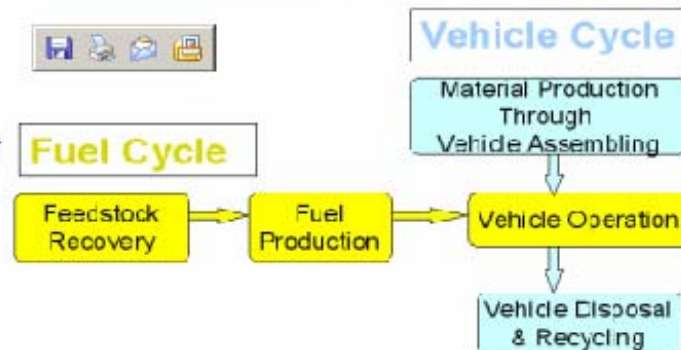 Vehicle Cycle
Material Production
Through
Vehicle Assembling
Fuel Cycle
Feedstock
Recovery
Fuel
Production
Vehicle Operation
Vehicle Disposal
& Recycling